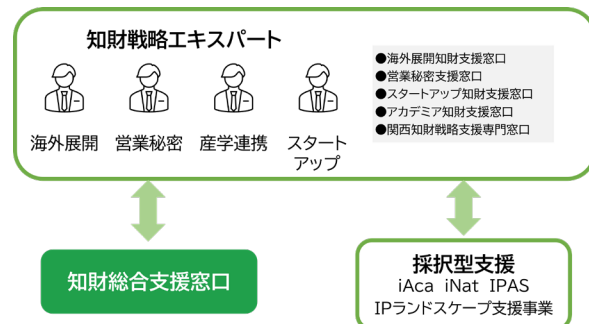 知財戦略エキスパート
海外展開
営業秘密
産学連携
スタート
アップ
●海外展開知財支援窓口
●営業秘密支援窓口
●スタートアップ知財支援窓口
●アカデミア知財支援窓口
●関西知財戦略支援専門窓口
知財総合支援窓口
採択型支援
iAca iNat IPAS
IPランドスケープ支援事業